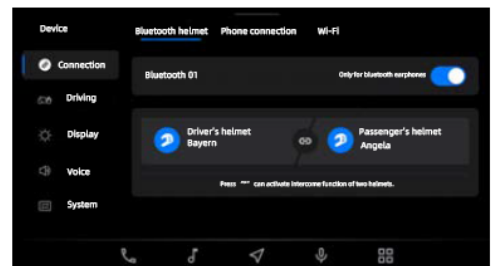 Device
Bluetooth helmet Phone connection Wi-Fi
Connection
Driving
Display
Voice
System
Bluetooth 01
Only for bluetooth earphones
Driver's helmet
Bayern
Passenger's helmet
Angela
Press can activate intercome function of two helmets.